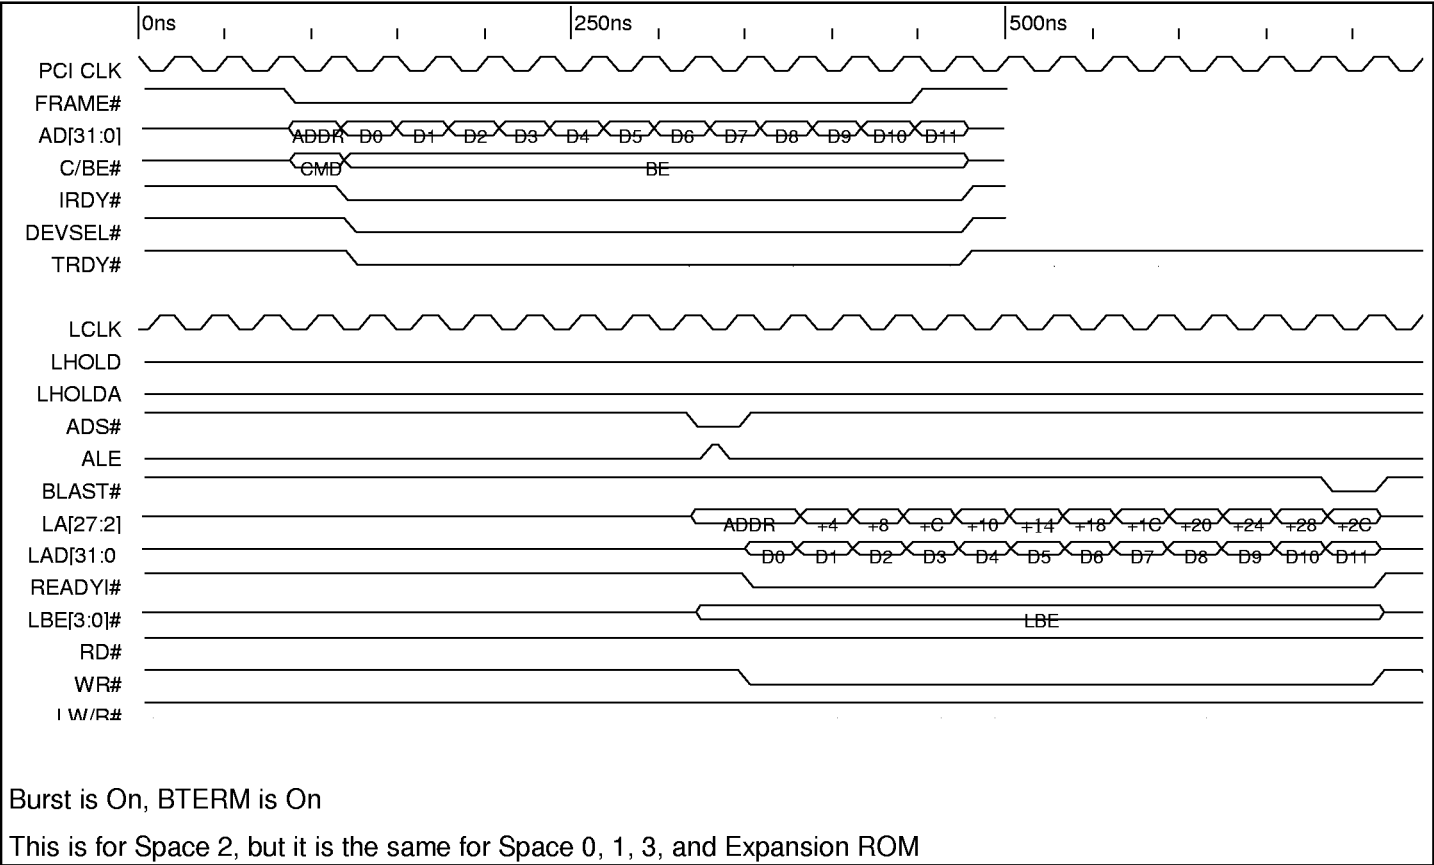 0ns 250ns 500ns
PCI CLK
FRAME#
AD[31:0] ADDR D0 D1 D2 D3 D4 D5 D6 D7 D8 D9 D10 D11
C/BE# CMD BE
IRDY#
DEVSEL#
TRDY#
LCLK
LHOLD
LHOLDA
ADS#
ALE
BLAST#
LA[27:2] ADDR +4 +8 +C +10 +14 +18 +1C +20 +24 +28 +2C
LAD[31:0 D0 D1 D2 D3 D4 D5 D6 D7 D8 D9 D10 D11
READYI#
LBE[3:0]# LBE
RD#
WR#
LW/R#
Burst is On, BTERM is On
This is for Space 2, but it is the same for Space 0, 1, 3, and Expansion ROM